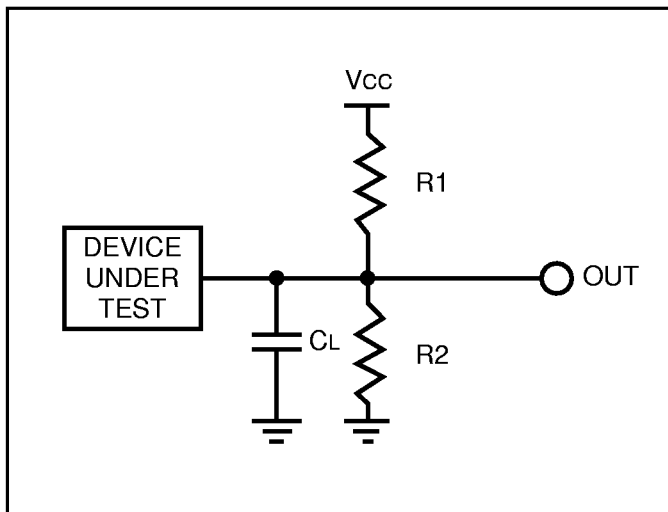 VCC
R1
DEVICE
UNDER
TEST
OUT
CL
R2